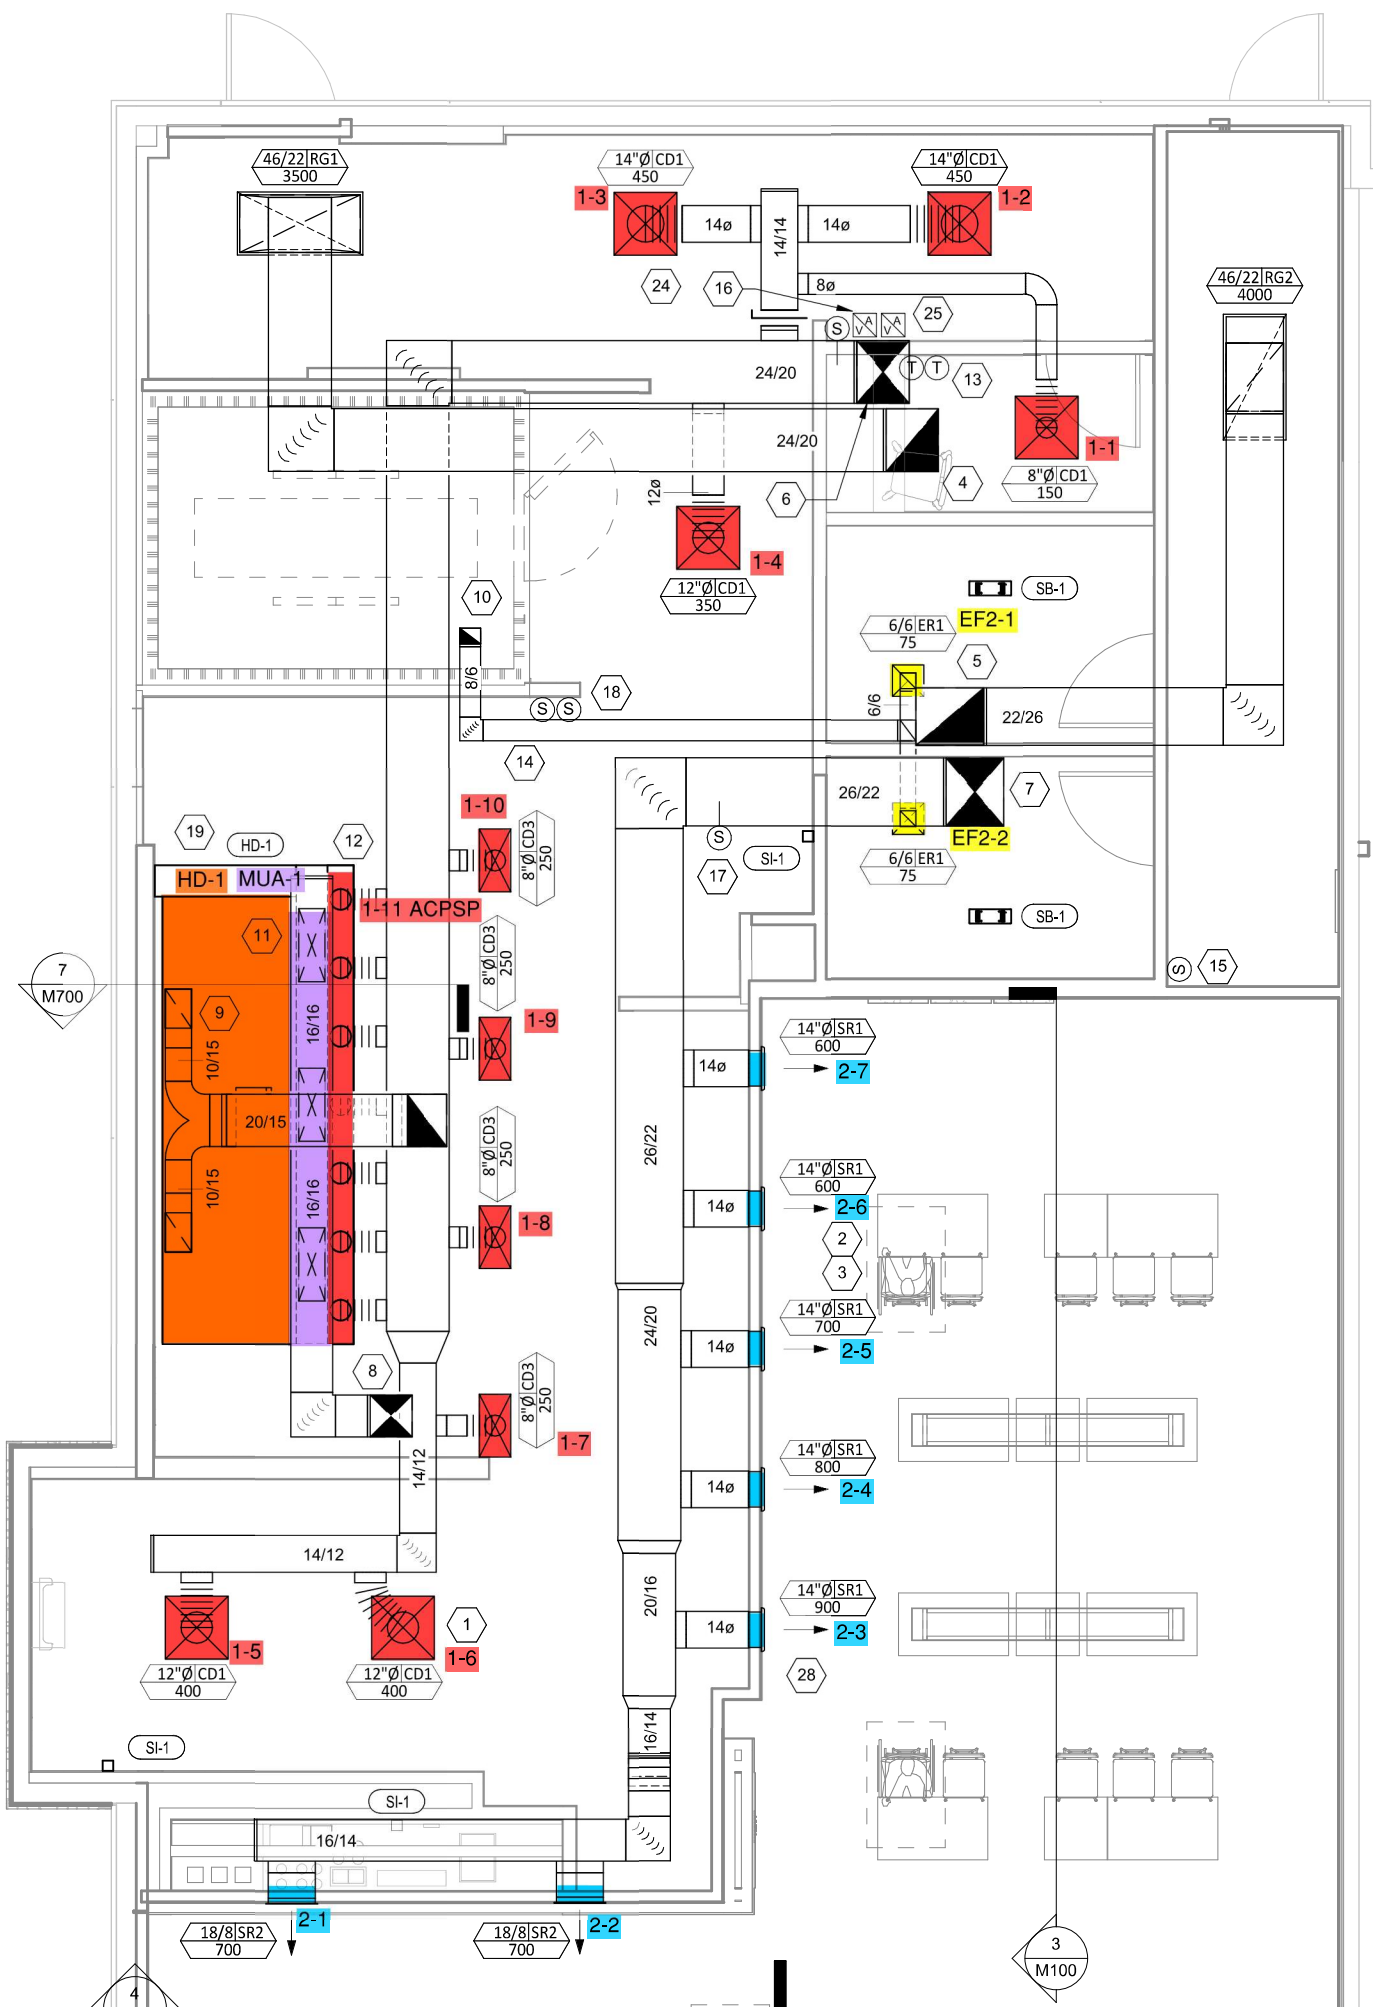 46/22 RG1
3500
14"Ø CD1
450
14"Ø CD1
450
1-3
1-2
14ø
14/14
14ø
46/22 RG2
4000
24
16
8ø
25
A
V
A
V
S
24/20
T
T
13
24/20
1-1
12ø
6
4
8"Ø CD1
150
1-4
12"Ø CD1
350
10
SB-1
EF2-1
6/6 ER1
75
5
8/6
18
6/6
S
S
22/26
14
26/22
7
1-10
19
HD-1
12
8"Ø CD3
250
S
SI-1
EF2-2
6/6 ER1
75
17
HD-1
MUA-1
1-11 ACPSP
SB-1
11
8"Ø CD3
250
S
15
7
M700
9
16/16
1-9
14"Ø SR1
600
10/15
14ø
2-7
20/15
8"Ø CD3
250
26/22
10/15
16/16
14"Ø SR1
600
14ø
2-6
1-8
2
3
14"Ø SR1
700
24/20
14ø
2-5
8
8"Ø CD3
250
1-7
14/12
14"Ø SR1
800
14ø
2-4
14/12
20/16
14"Ø SR1
900
14ø
2-3
1
1-5
1-6
12"Ø CD1
400
12"Ø CD1
400
28
16/14
SI-1
SI-1
16/14
2-1
2-2
18/8 SR2
700
18/8 SR2
700
3
M100
4